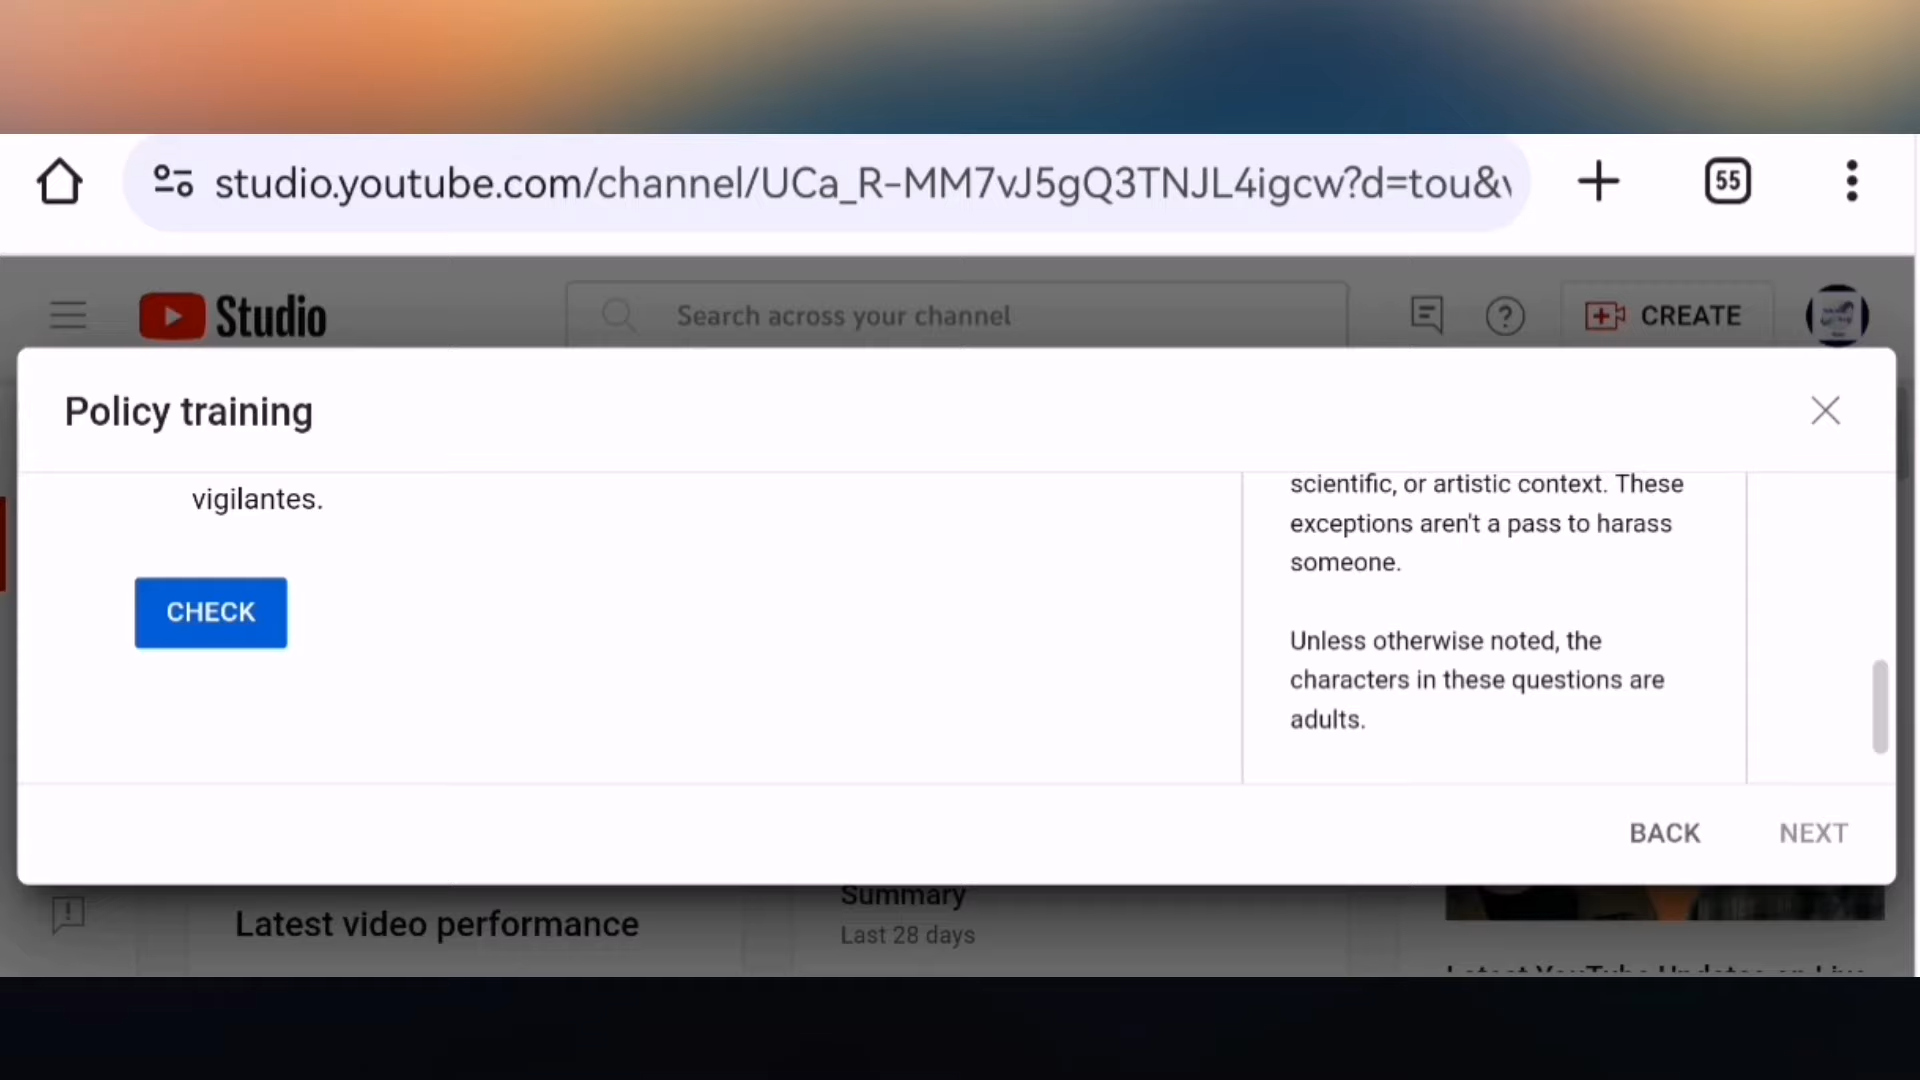 studio.youtube.com/channel/UCa_R-MM7vJ5gQ3TNJL4igcw?d=tou&
55
Studio
Search across your channel
CREATE
Policy training
vigilantes.
CHECK
scientific, or artistic context. These
exceptions aren't a pass to harass
someone.
Unless otherwise noted, the
characters in these questions are
adults.
BACK
NEXT
Latest video performance
Summary
Last 28 days